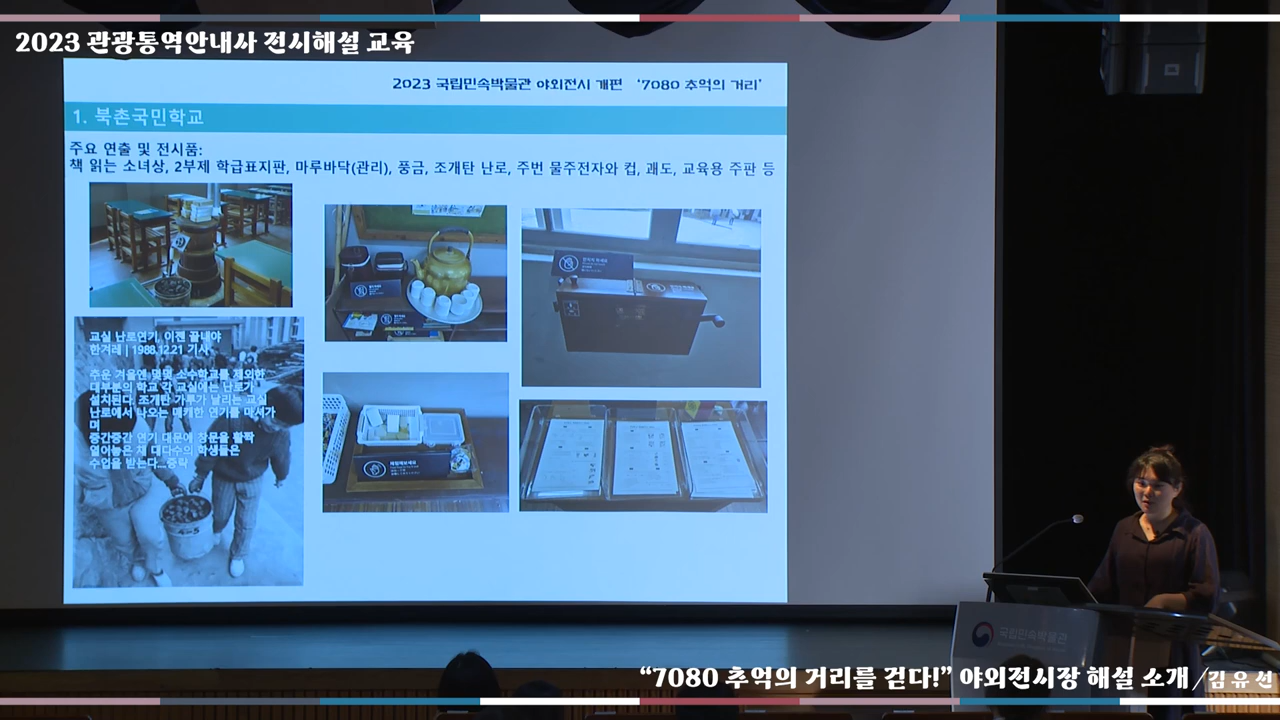 2023 관광통역안내사 전시해설 교육
2023 국립민속박물관 야외전시 개편 '7080 추억의 거리'
1. 북촌국민학교
주요 연출 및 전시품:
책 읽는 소녀상, 2부제 학급표지판, 마루바닥(관리), 풍금, 조개탄 난로, 주번 물주전자와 컵, 괘도, 교육용 주판 등
교실 난로연기, 이젠 끝내야
한겨레 | 1988.12.21 기사
추운 겨울엔 몇몇 소수학교를 제외한
대부분의 학교 각 교실에는 난로가
설치된다. 조개탄 가루가 날리는 교실
난로에서 나오는 매캐한 연기를 마셔가
며
중간중간 연기 때문에 창문을 활짝
열어놓은 채 대다수의 학생들은
수업을 받는다...중략
4-5
국립민속박물관
"7080 추억의 거리를 걷다!" 야외전시장 해설 소개 / 김유선